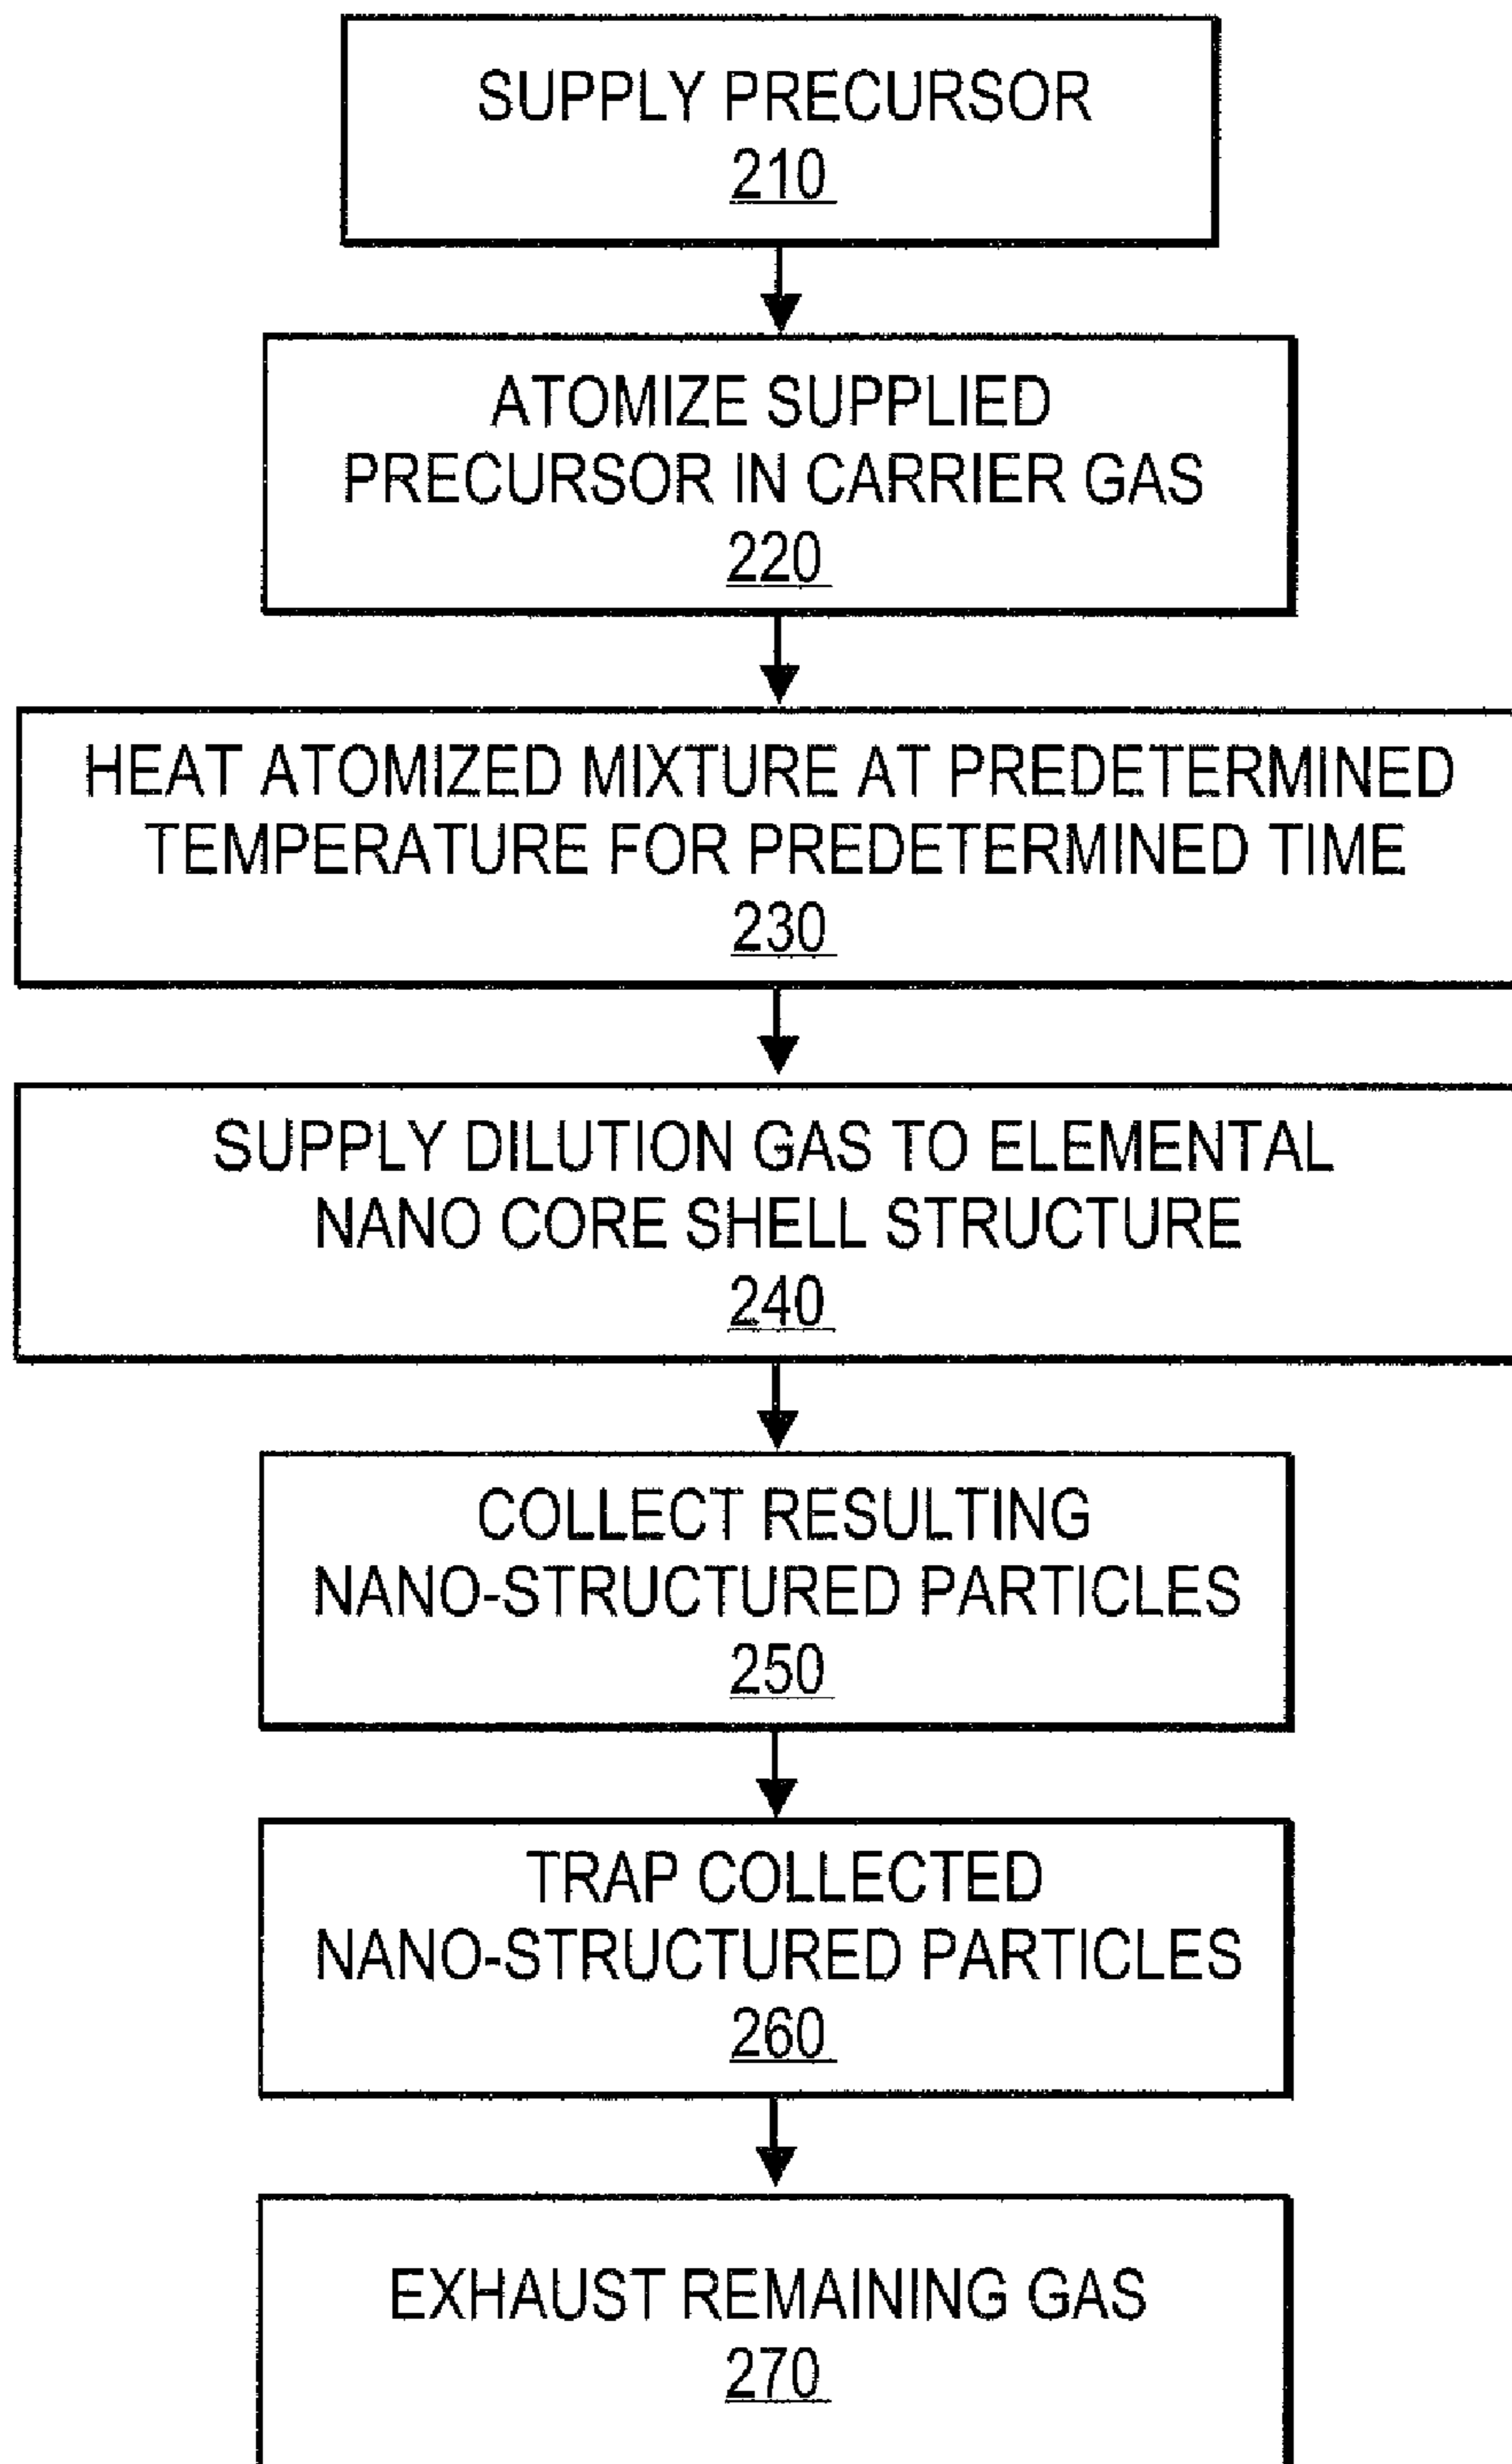 SUPPLY PRECURSOR
210
ATOMIZE SUPPLIED
PRECURSOR IN CARRIER GAS
220
HEAT ATOMIZED MIXTURE AT PREDETERMINED
TEMPERATURE FOR PREDETERMINED TIME
230
SUPPLY DILUTION GAS TO ELEMENTAL
NANO CORE SHELL STRUCTURE
240
COLLECT RESULTING
NANO-STRUCTURED PARTICLES
250
TRAP COLLECTED
NANO-STRUCTURED PARTICLES
260
EXHAUST REMAINING GAS
270